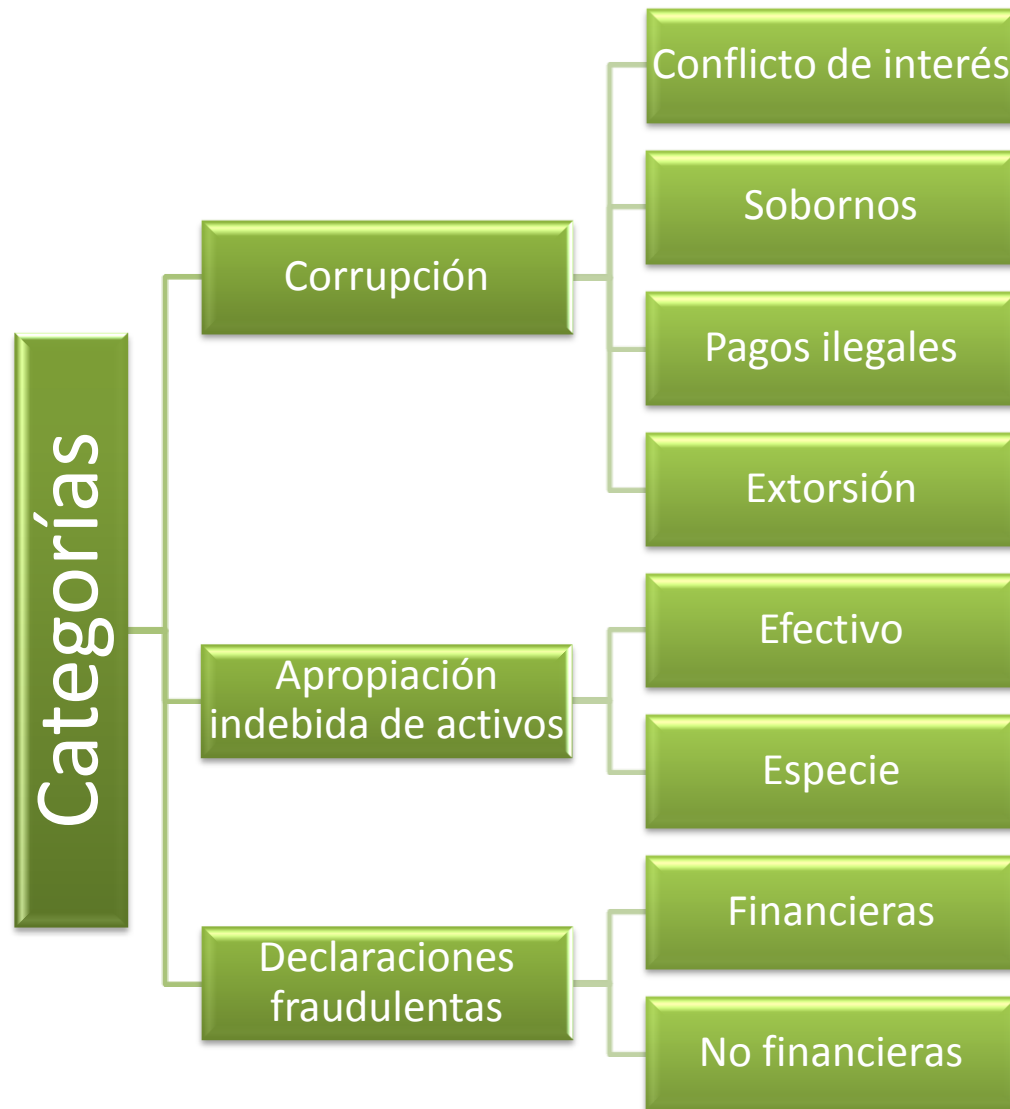 Categorías
Corrupción
Conflicto de interés
Sobornos
Pagos ilegales
Extorsión
Apropiación
indebida de activos
Efectivo
Especie
Declaraciones
fraudulentas
Financieras
No financieras